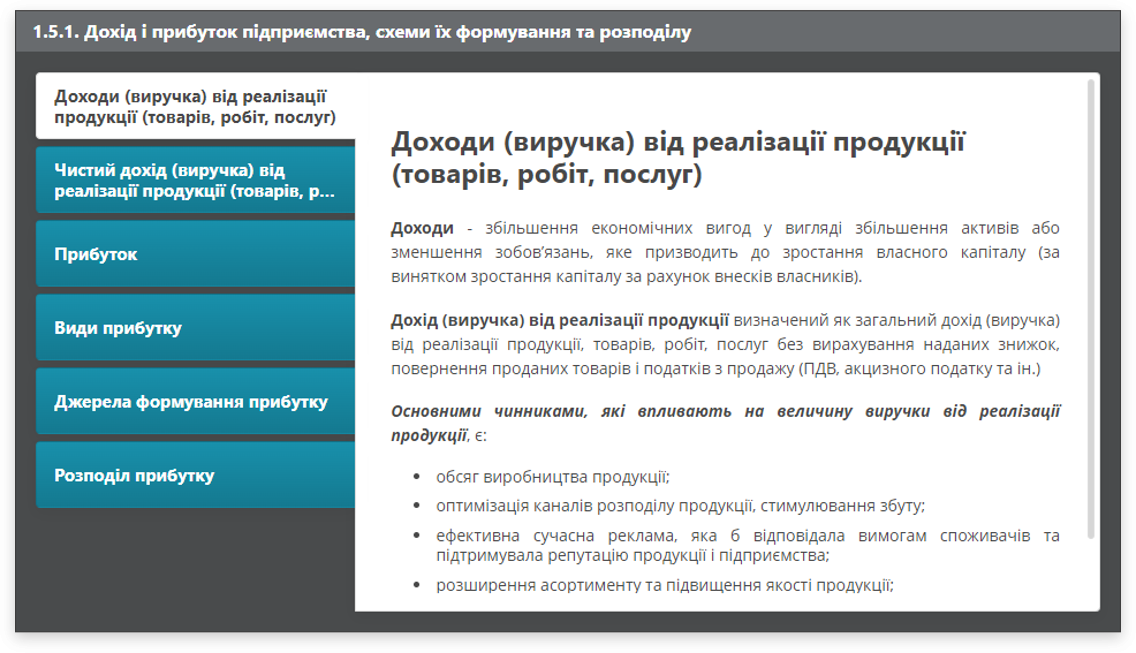 1.5.1. Дохід і прибуток підприємства, схеми їх формування та розподілу
Доходи (виручка) від реалізації
продукції (товарів, робіт, послуг)
Чистий дохід (виручка) від
реалізації продукції (товарів, р...
Прибуток
Види прибутку
Джерела формування прибутку
Розподіл прибутку
Доходи (виручка) від реалізації продукції
(товарів, робіт, послуг)
Доходи - збільшення економічних вигод у вигляді збільшення активів або
зменшення зобов’язань, яке призводить до зростання власного капіталу (за
винятком зростання капіталу за рахунок внесків власників).
Дохід (виручка) від реалізації продукції визначений як загальний дохід (виручка)
від реалізації продукції, товарів, робіт, послуг без вирахування наданих знижок,
повернення проданих товарів і податків з продажу (ПДВ, акцизного податку та ін.)
Основними чинниками, які впливають на величину виручки від реалізації
продукції, є:
• обсяг виробництва продукції;
• оптимізація каналів розподілу продукції, стимулювання збуту;
• ефективна сучасна реклама, яка б відповідала вимогам споживачів та
підтримувала репутацію продукції і підприємства;
• розширення асортименту та підвищення якості продукції;